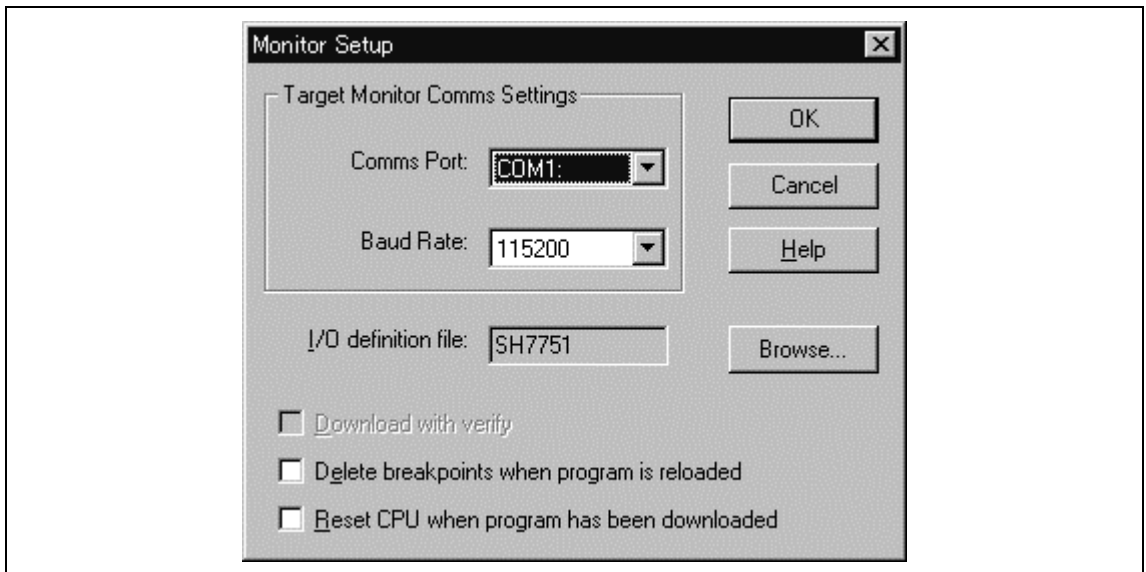 Monitor Setup
Target Monitor Comms Settings
Comms Port: COM1:
Baud Rate: 115200
OK
Cancel
Help
I/O definition file: SH7751
Browse...
Download with verify
Delete breakpoints when program is reloaded
Reset CPU when program has been downloaded